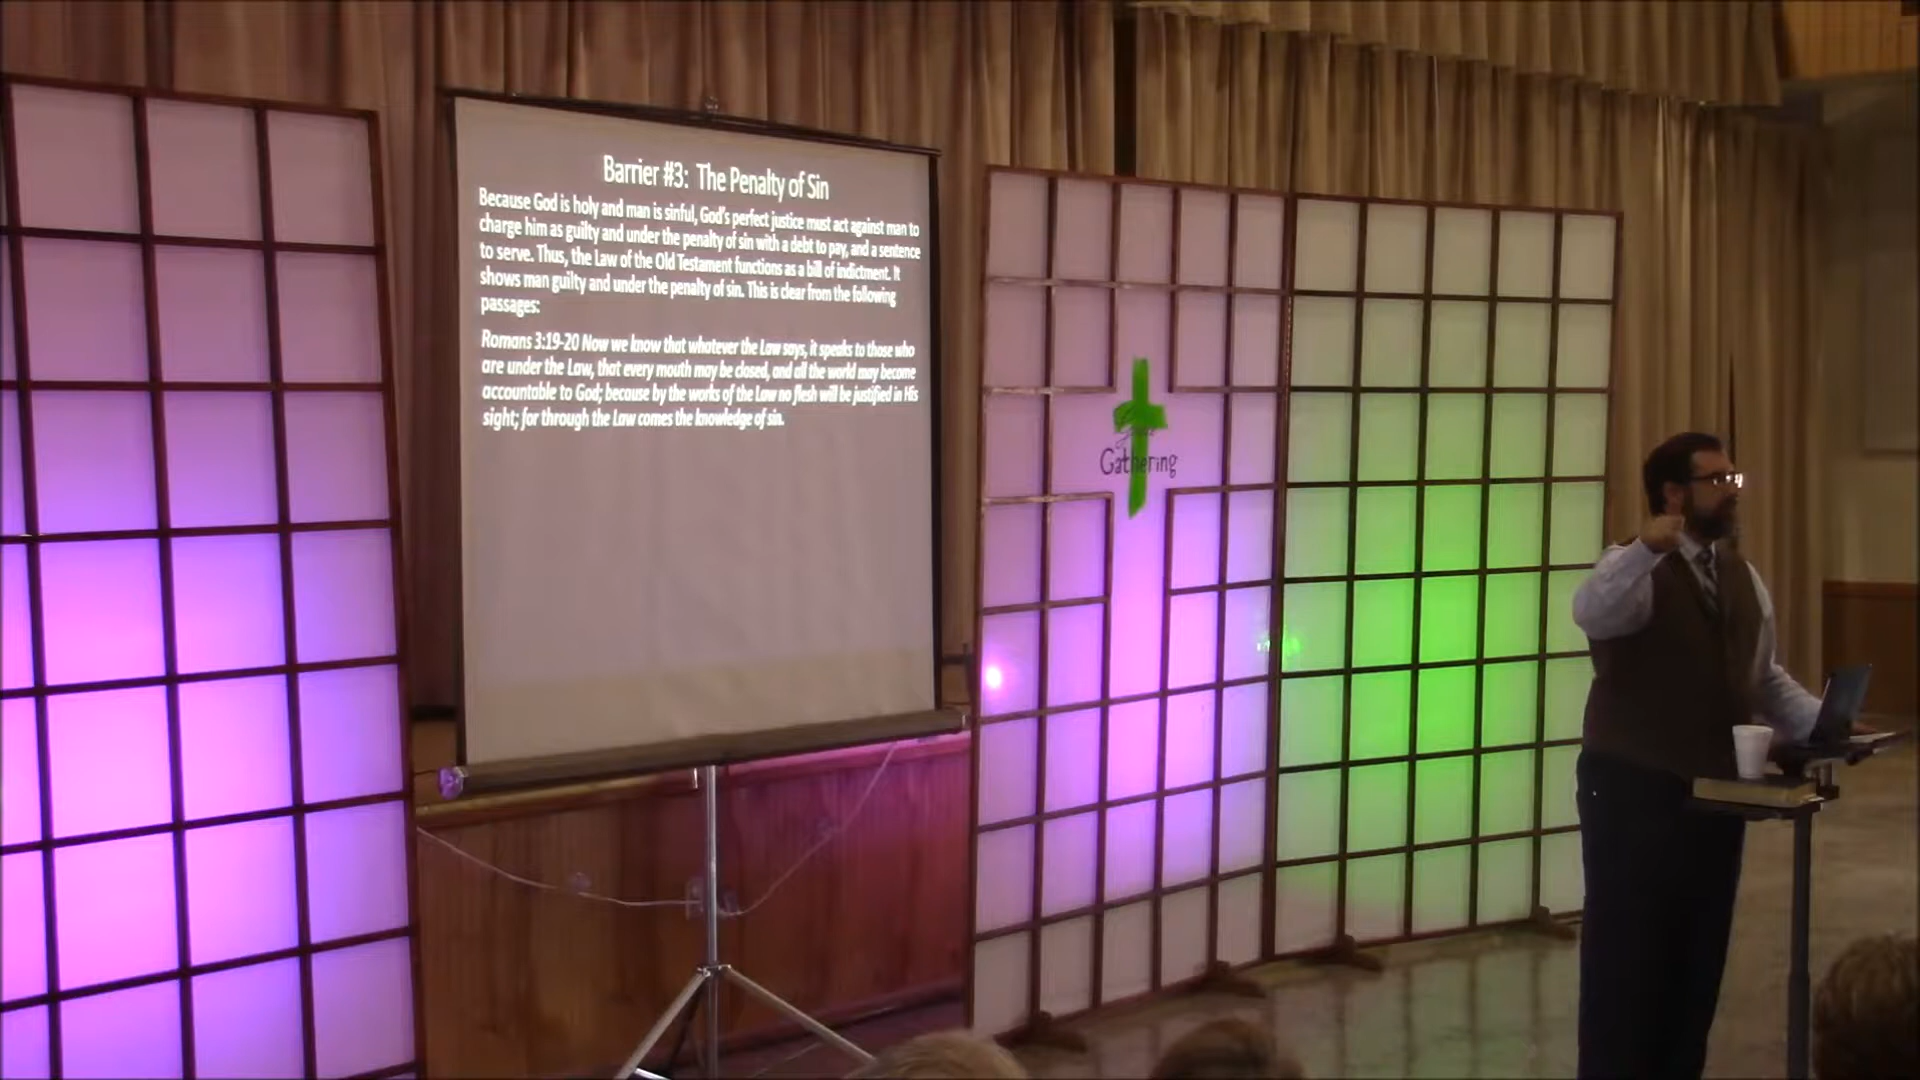 Barrier #3: The Penalty of Sin
Because God is holy and man is sinful, God's perfect justice must act against man to
charge him as guilty and under the penalty of sin with a debt to pay, and a sentence
to serve. Thus, the Law of the Old Testament functions as a bill of indictment. It
shows man guilty and under the penalty of sin. This is clear from the following
passages:
Romans 3:19-20 Now we know that whatever the Law says, it speaks to those who
are under the Law, that every mouth may be closed, and all the world may become
accountable to God; because by the works of the Law no flesh will be justified in His
sight; for through the Law comes the knowledge of sin.
Gathering